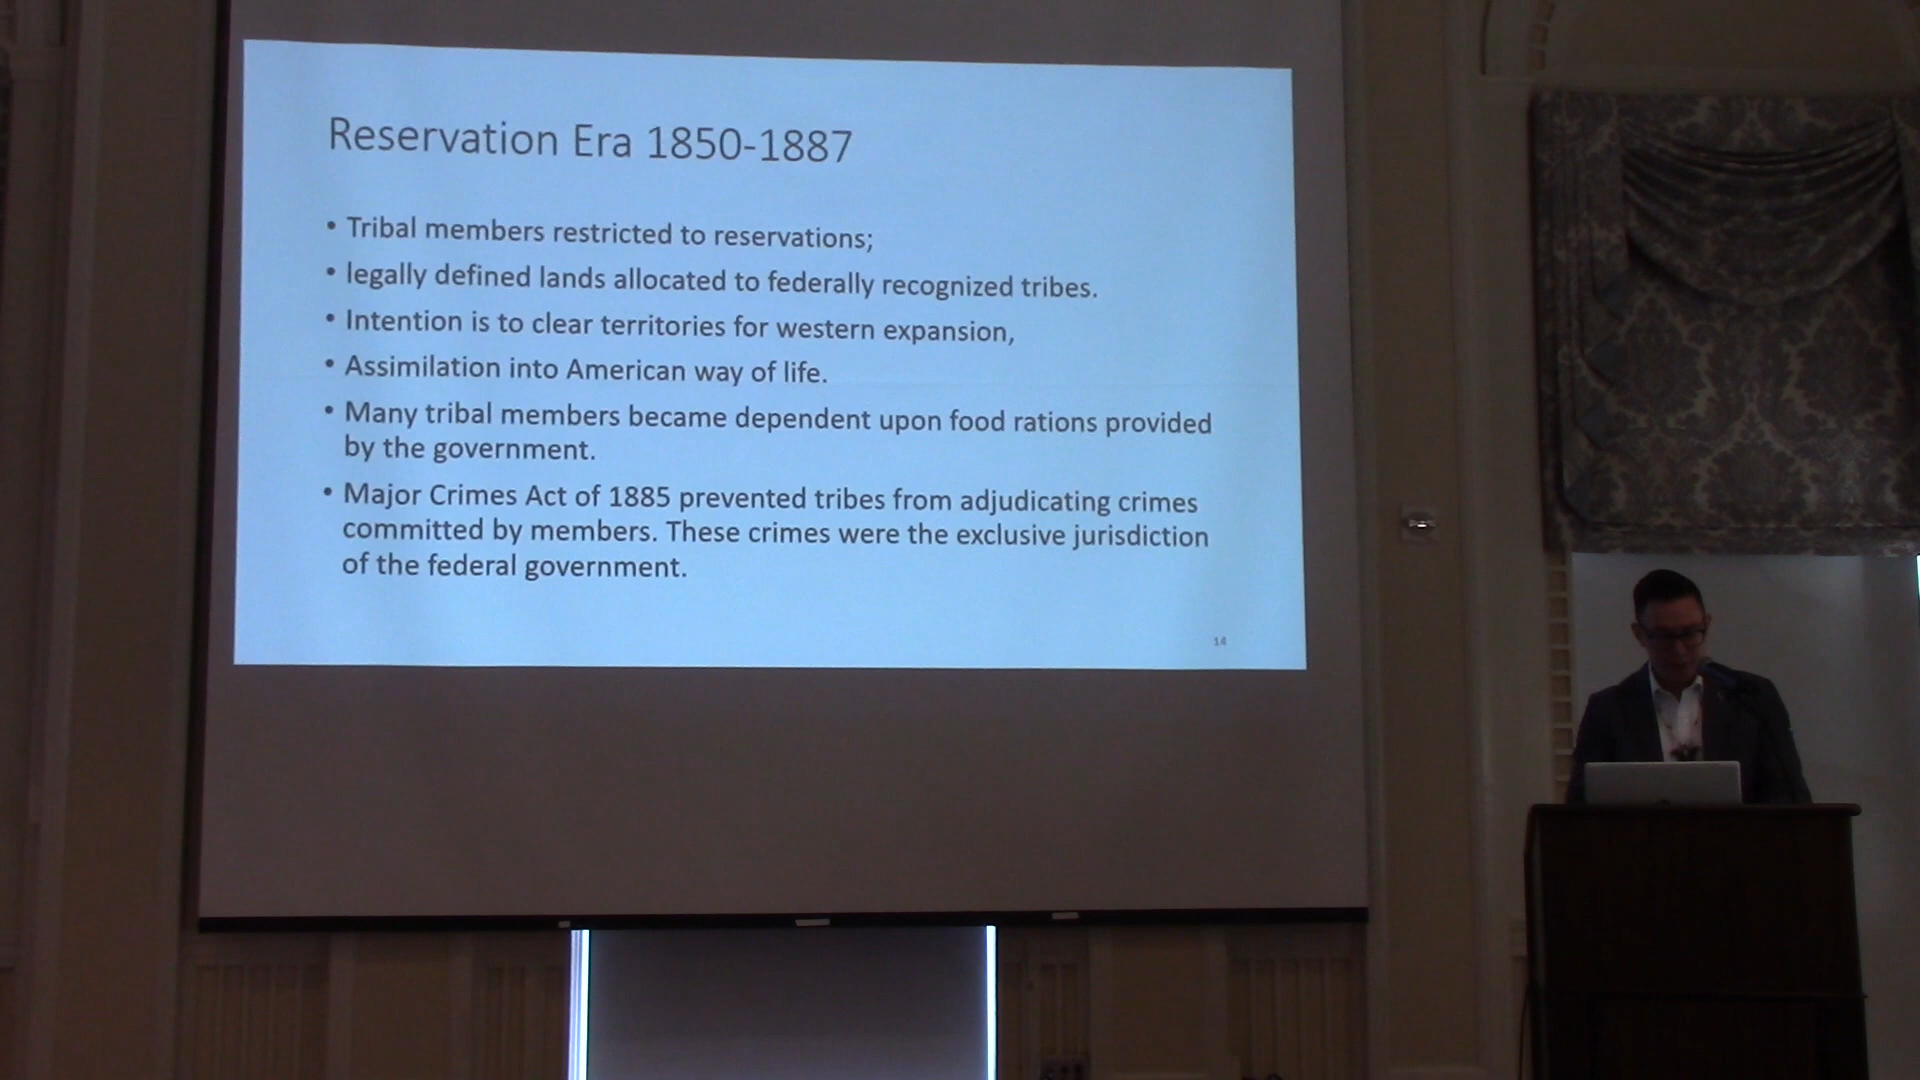 Reservation Era 1850-1887
• Tribal members restricted to reservations;
• legally defined lands allocated to federally recognized tribes.
• Intention is to clear territories for western expansion,
• Assimilation into American way of life.
• Many tribal members became dependent upon food rations provided
by the government.
• Major Crimes Act of 1885 prevented tribes from adjudicating crimes
committed by members. These crimes were the exclusive jurisdiction
of the federal government.
14